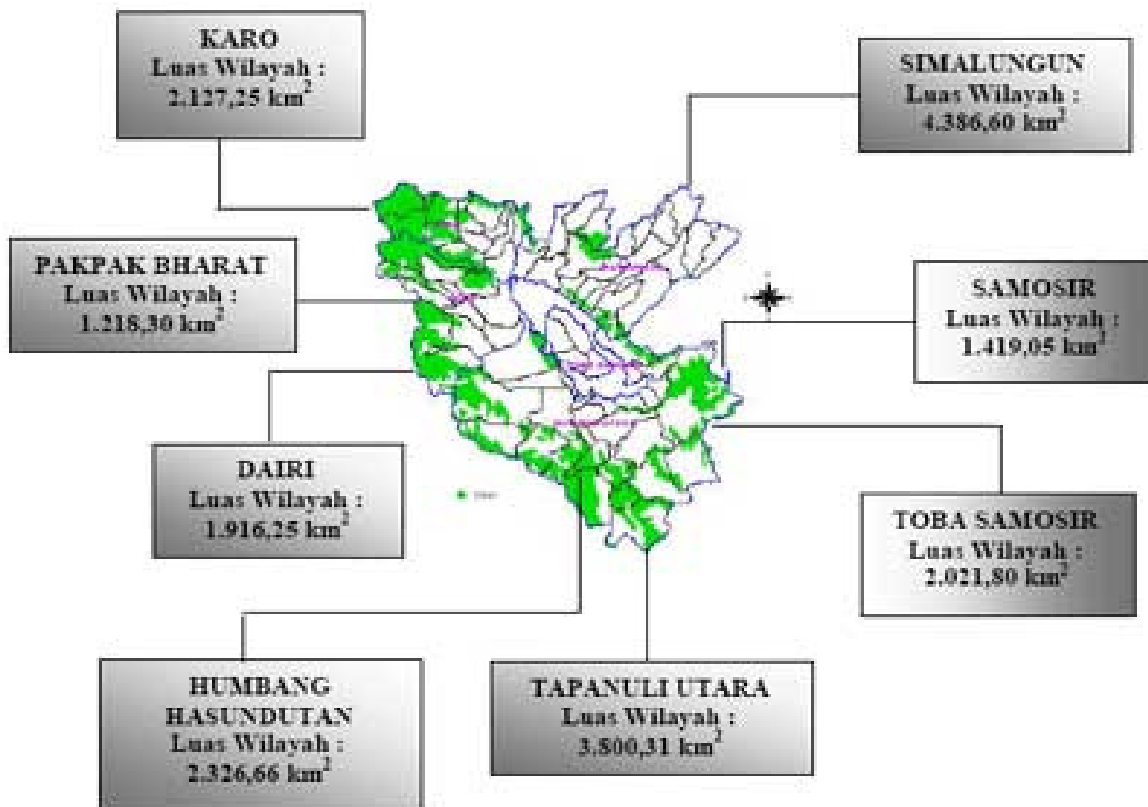 KARO
Luas Wilayah :
2.127,25 km²
SIMALUNGUN
Luas Wilayah :
4.386,60 km²
PAKPAK BHARAT
Luas Wilayah :
1.218,30 km²
SAMOSIR
Luas Wilayah :
1.419,05 km²
DAIRI
Luas Wilayah :
1.916,25 km²
TOBA SAMOSIR
Luas Wilayah :
2.021,80 km²
HUMBANG
HASUNDUTAN
Luas Wilayah :
2.326,66 km²
TAPANULI UTARA
Luas Wilayah :
3.800,31 km²